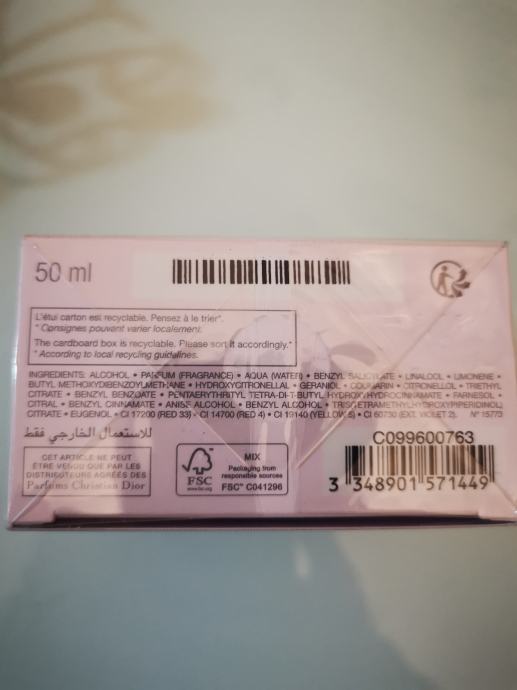 50 ml
L'étui carton est recyclable. Pensez à le trier*.
* Consignes pouvant varier localement.
The cardboard box is recyclable. Please sort it accordingly.*
* According to local recycling guidelines.
INGREDIENTS: ALCOHOL • PARFUM (FRAGRANCE) • AQUA (WATER) • BENZYL SALICYLATE • LINALOOL • LIMONENE •
BUTYL METHOXYDIBENZOYLMETHANE • HYDROXYCITRONELLAL • GERANIOL • COUMARIN • CITRONELLOL • TRIETHYL
CITRATE • BENZYL BENZOATE • PENTAERYTHRITYL TETRA-DI-T-BUTYL HYDROXYHYDROCINNAMATE • FARNESOL •
CITRAL • BENZYL CINNAMATE • ANISE ALCOHOL • BENZYL ALCOHOL • TRIS(TETRAMETHYLHYDROXYPIPERIDINOL)
CITRATE • EUGENOL • CI 17200 (RED 33) • CI 14700 (RED 4) • CI 19140 (YELLOW 5) • CI 60730 (EXT. VIOLET 2). N° 15773
للاستعمال الخارجي فقط
C099600763
CET ARTICLE NE PEUT
ÊTRE VENDU QUE PAR LES
DISTRIBUTEURS AGRÉÉS DES
Parfums Christian Dior
FSC
www.fsc.org
MIX
Packaging from
responsible sources
FSC™ C041296
3 348901 571449